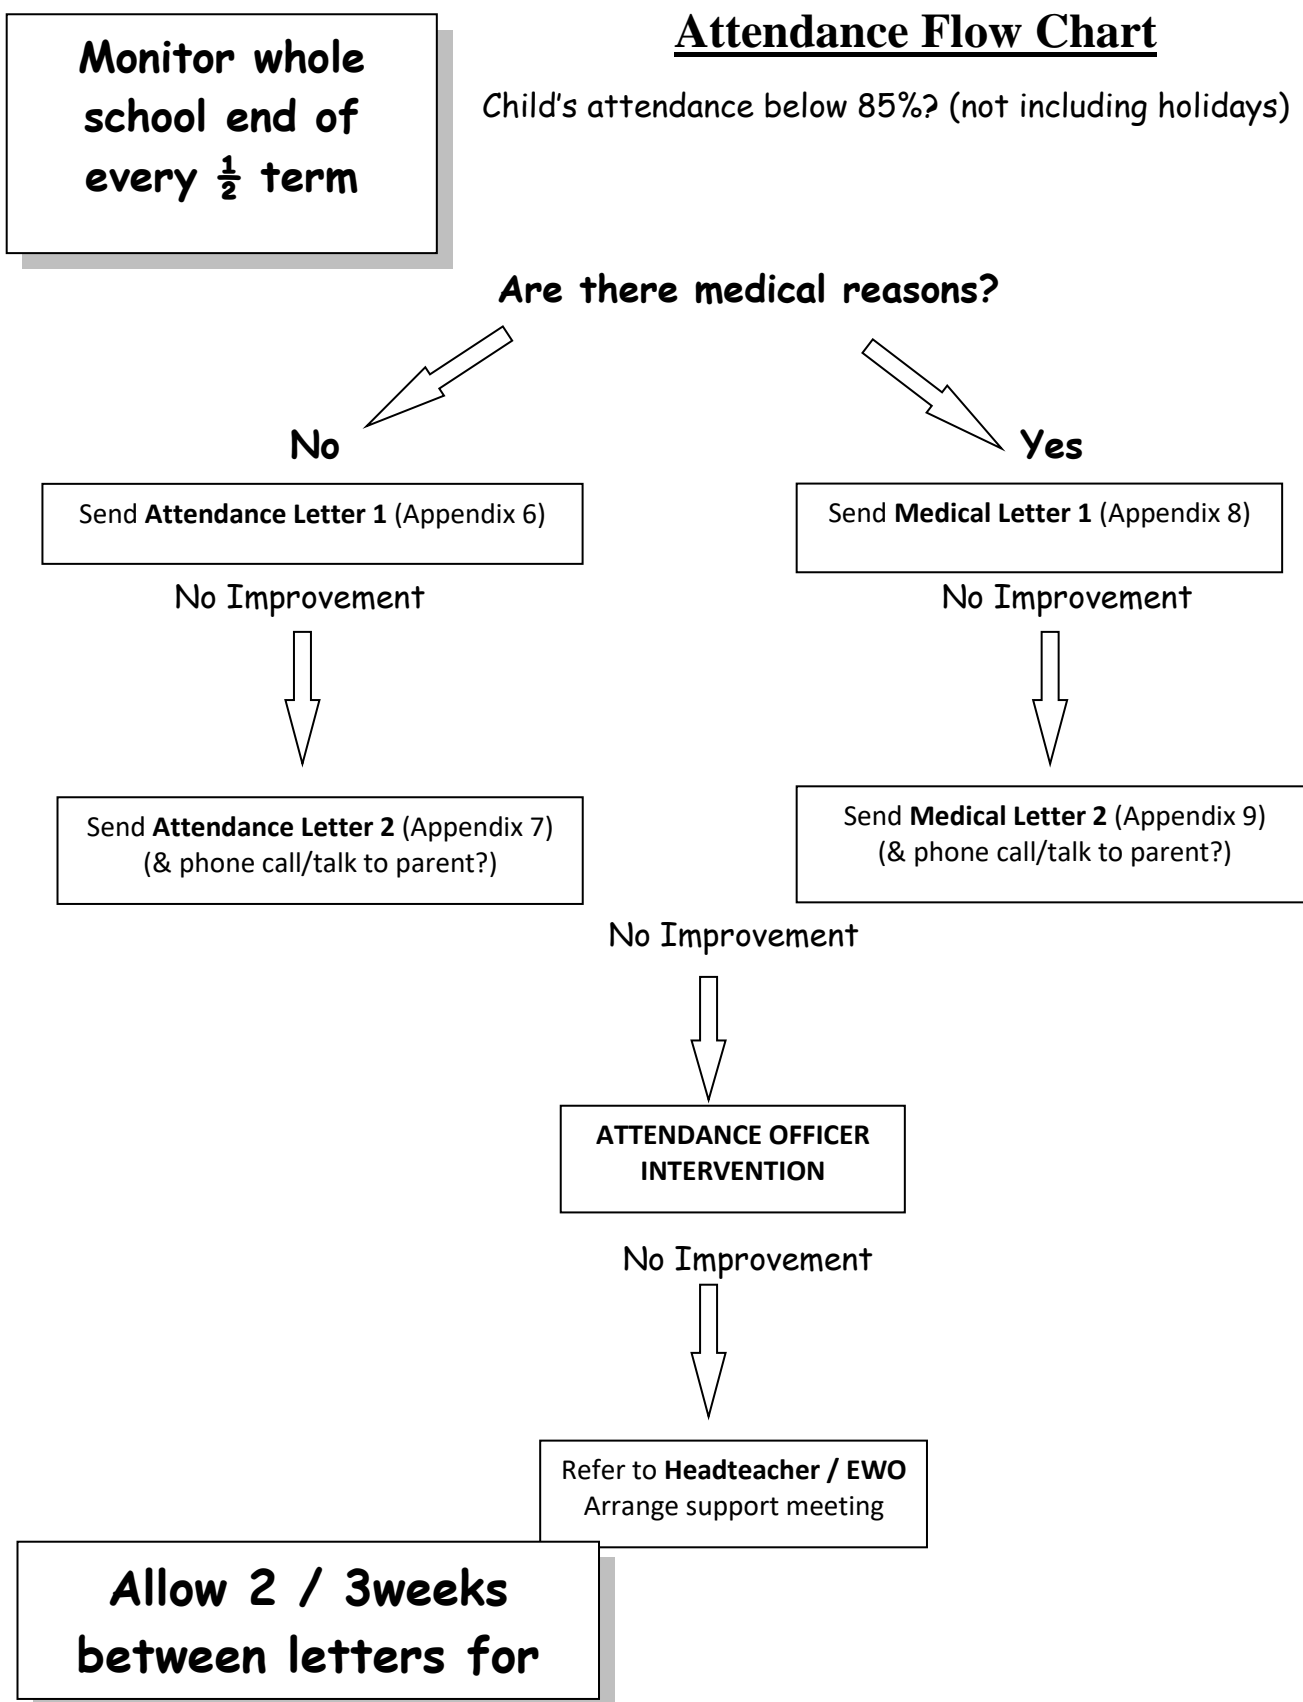 Attendance Flow Chart
Monitor whole
school end of
every ½ term
Child's attendance below 85%? (not including holidays)
Are there medical reasons?
No
Yes
Send Attendance Letter 1 (Appendix 6)
Send Medical Letter 1 (Appendix 8)
No Improvement
No Improvement
Send Attendance Letter 2 (Appendix 7)
(& phone call/talk to parent?)
Send Medical Letter 2 (Appendix 9)
(& phone call/talk to parent?)
No Improvement
ATTENDANCE OFFICER
INTERVENTION
No Improvement
Refer to Headteacher / EWO
Arrange support meeting
Allow 2 / 3weeks
between letters for